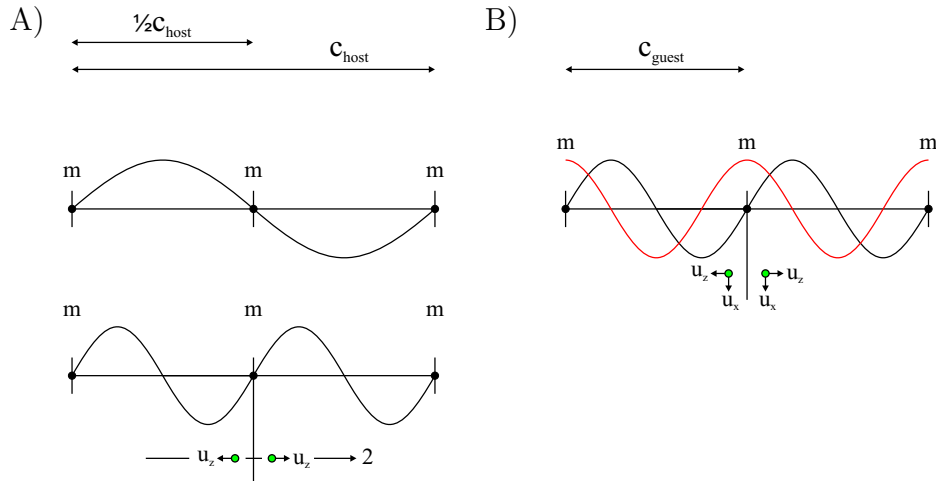 A)
½c_host
c_host
m m m
m m m
u_z u_z 2
B)
c_guest
m m m
u_z u_z
u_x u_x